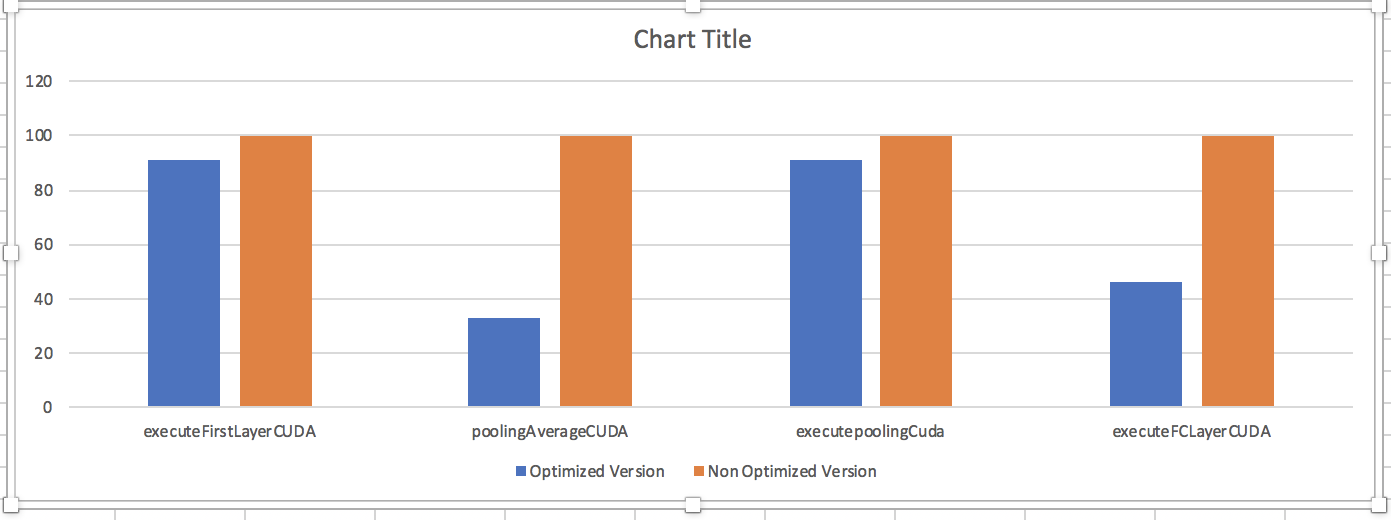 Chart Title
120
100
80
60
40
20
0
executeFirstLayerCUDA poolingAverageCUDA executepoolingCuda executeFCLayerCUDA
Optimized Version Non Optimized Version